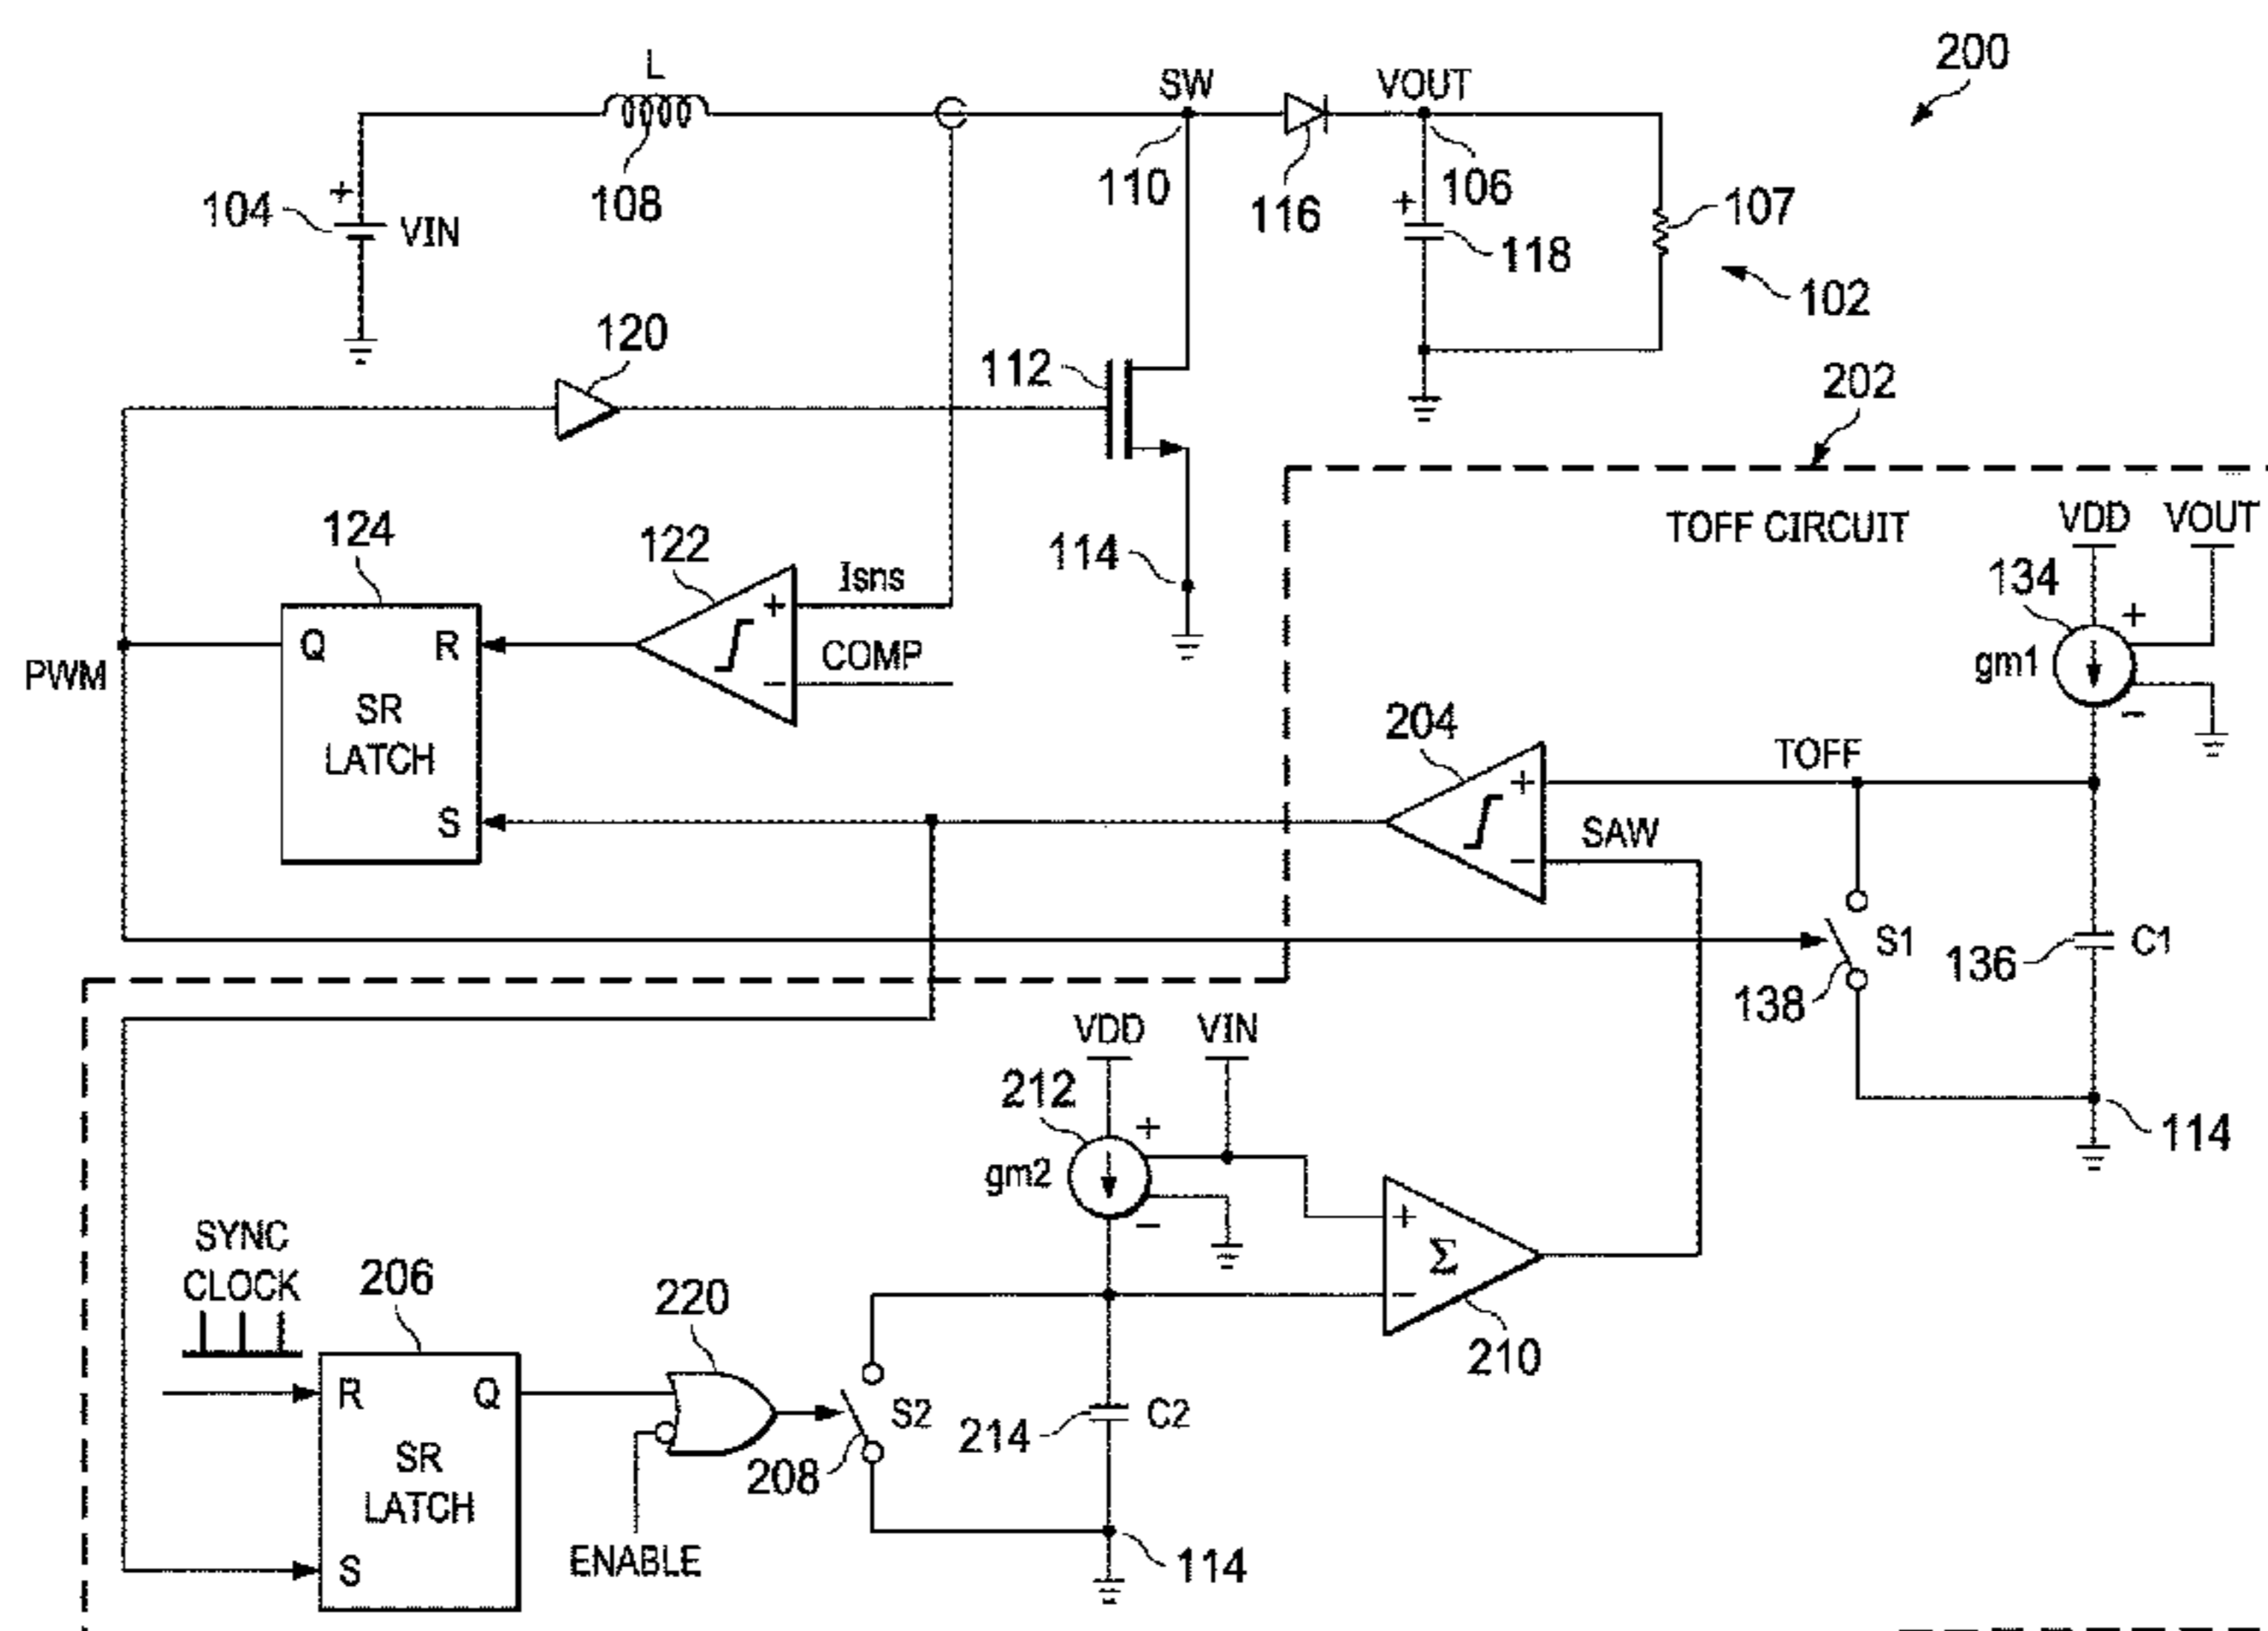 200
L
SW
VOUT
108
110
116
106
107
104
+
VIN
+
118
102
120
112
202
TOFF CIRCUIT
VDD
VOUT
124
122
Isns
114
134
+
gm1
−
PWM
Q
R
SR
LATCH
S
+
COMP
−
204
TOFF
+
SAW
−
S1
C1
136
138
114
VDD
VIN
212
+
gm2
−
+
Σ
−
210
SYNC
CLOCK
206
220
R
Q
SR
LATCH
S
S2
208
214
C2
ENABLE
114